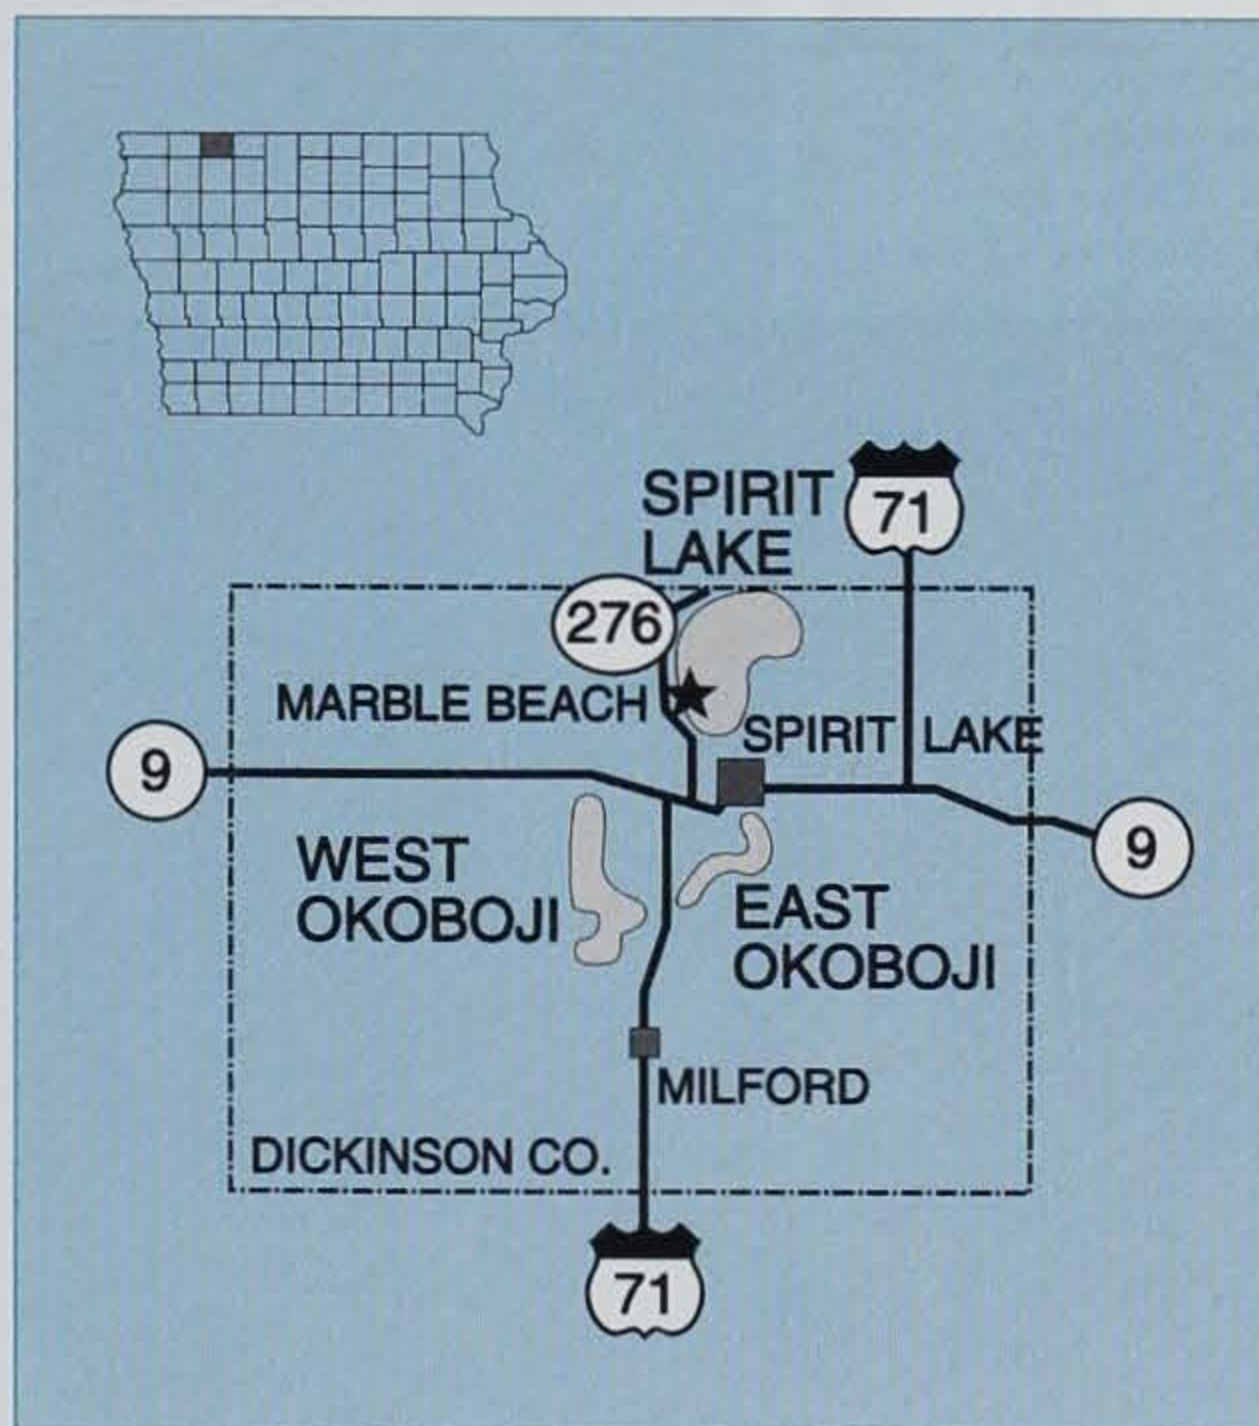 SPIRIT
LAKE
71
276
MARBLE BEACH
SPIRIT LAKE
9
9
WEST
OKOBOJI
EAST
OKOBOJI
MILFORD
DICKINSON CO.
71